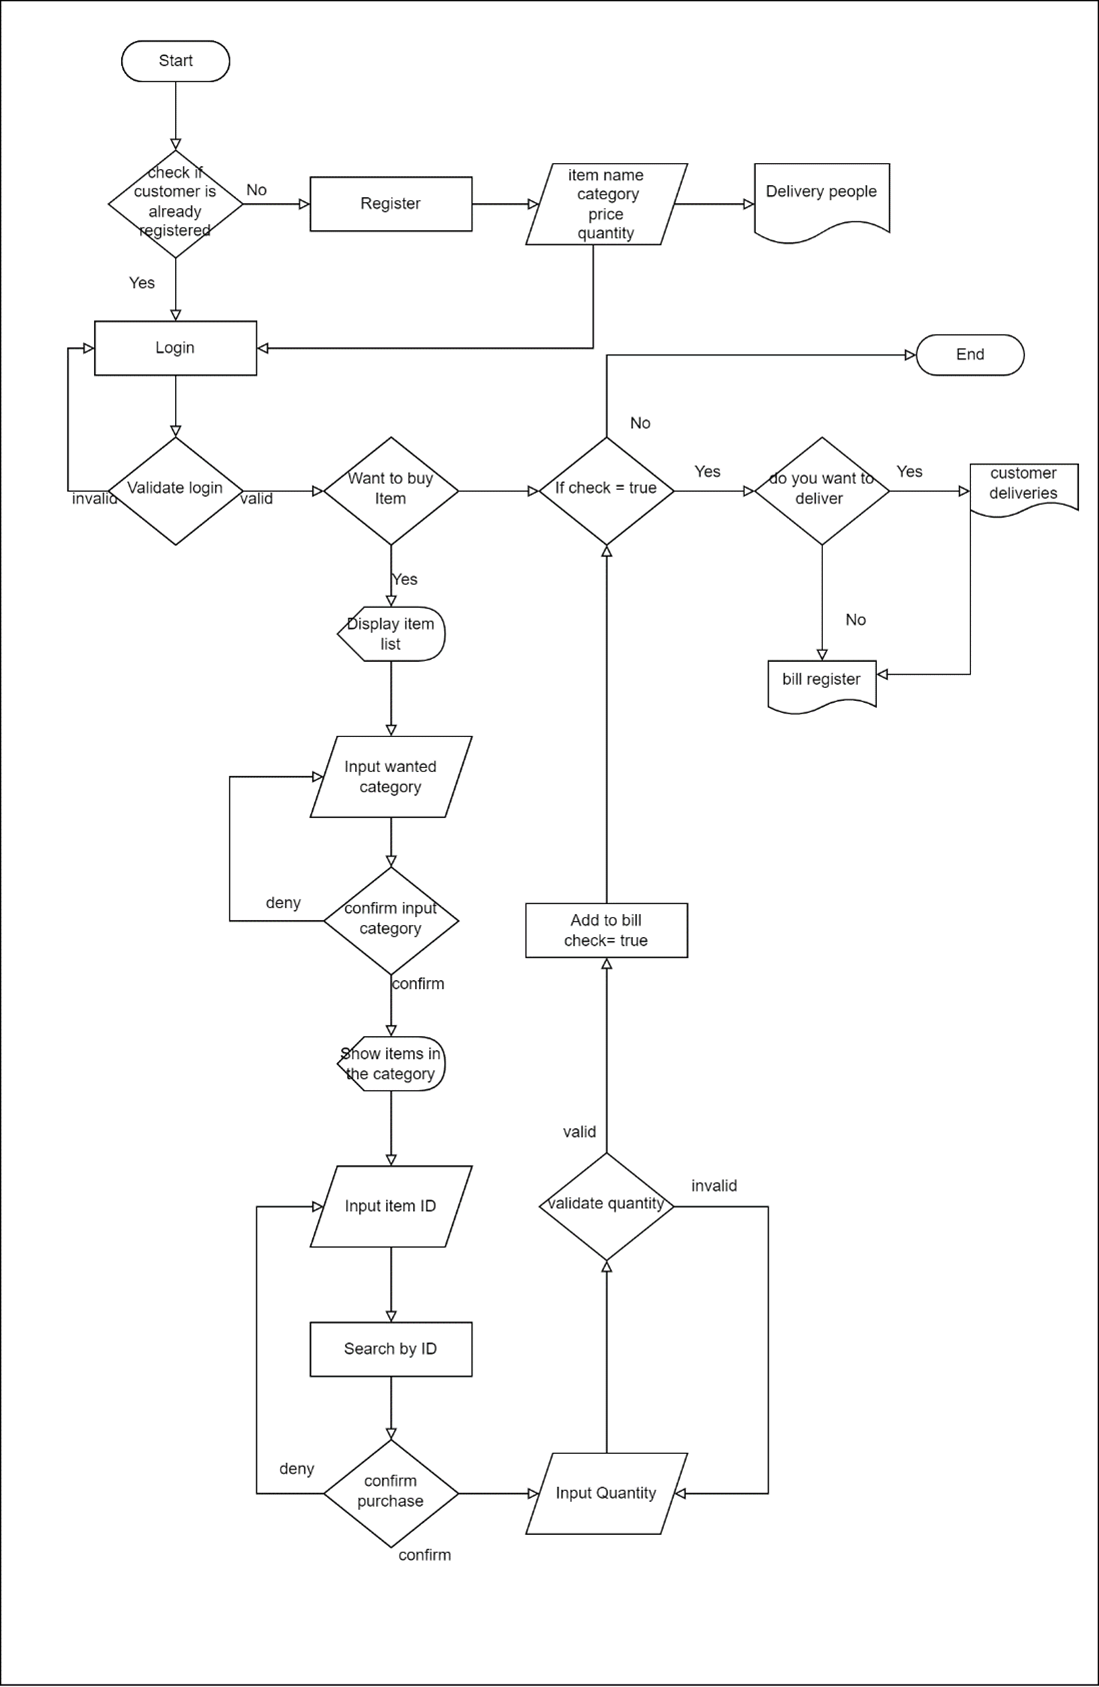 Start
check if
customer is
already
registered
No
Register
item name
category
price
quantity
Delivery people
Yes
Login
End
No
invalid
Validate login
valid
Want to buy
Item
If check = true
Yes
do you want to
deliver
Yes
customer
deliveries
Yes
Display item
list
No
bill register
Input wanted
category
deny
confirm input
category
confirm
Add to bill
check= true
Show items in
the category
valid
Input item ID
validate quantity
invalid
Search by ID
deny
confirm
purchase
Input Quantity
confirm